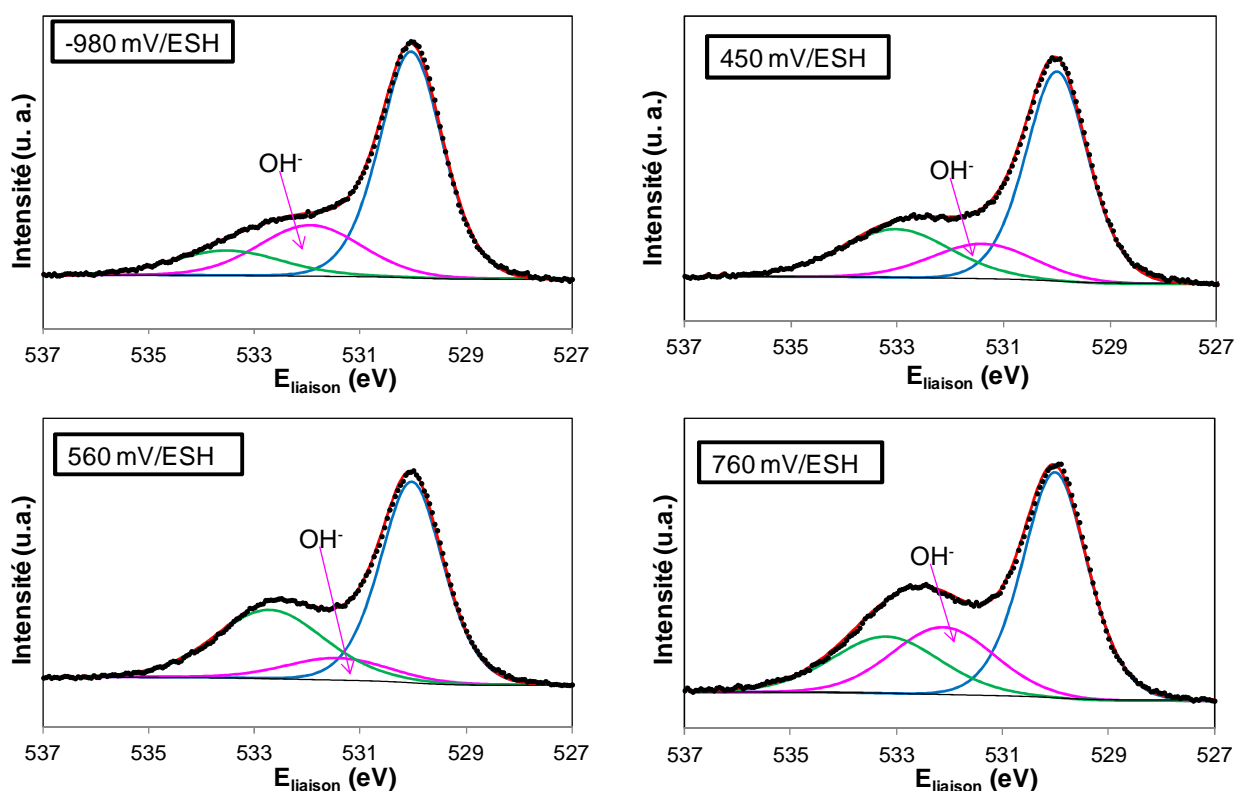 -980 mV/ESH
Intensité (u. a.)
OH-
537 535 533 531 529 527
Eliaison (eV)
450 mV/ESH
Intensité (u. a.)
OH-
537 535 533 531 529 527
Eliaison (eV)
560 mV/ESH
Intensité (u.a.)
OH-
537 535 533 531 529 527
Eliaison (eV)
760 mV/ESH
Intensité (u.a.)
OH-
537 535 533 531 529 527
Eliaison (eV)